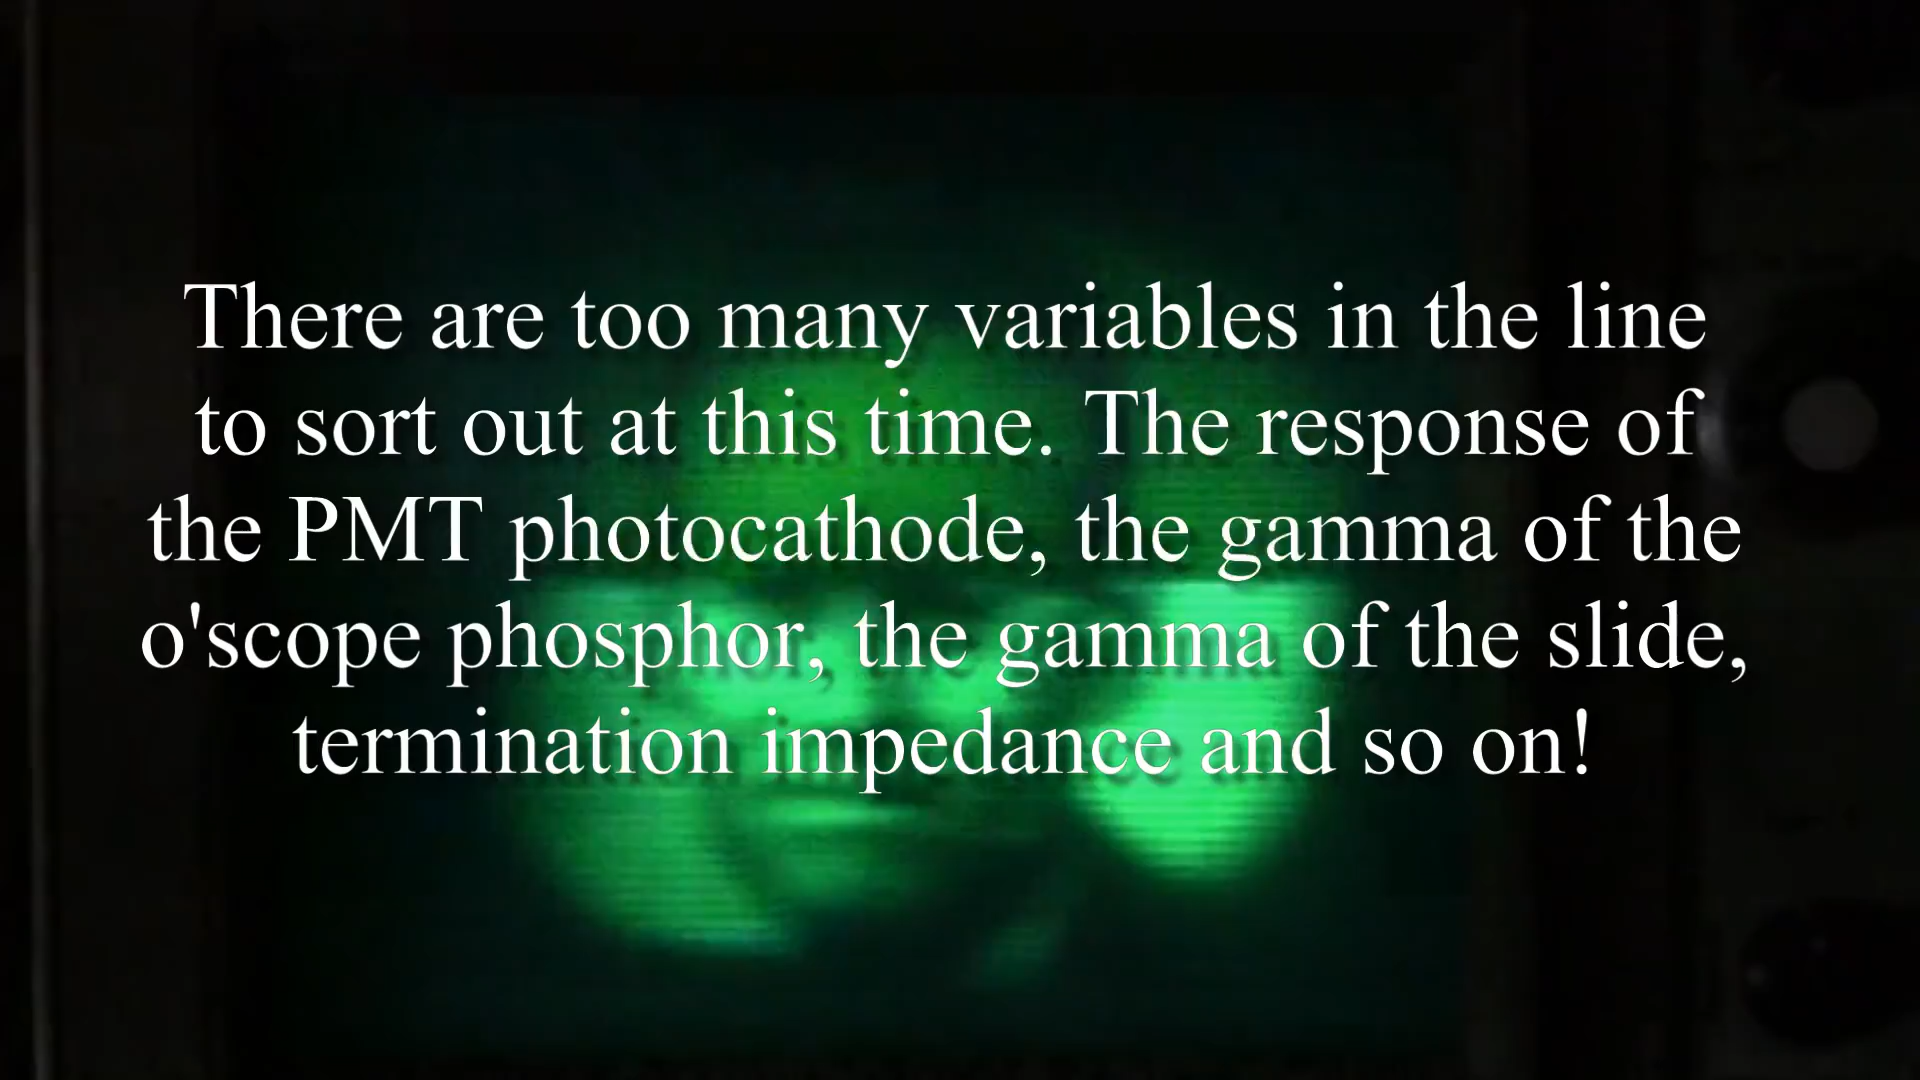 There are too many variables in the line
to sort out at this time. The response of
the PMT photocathode, the gamma of the
o'scope phosphor, the gamma of the slide,
termination impedance and so on!